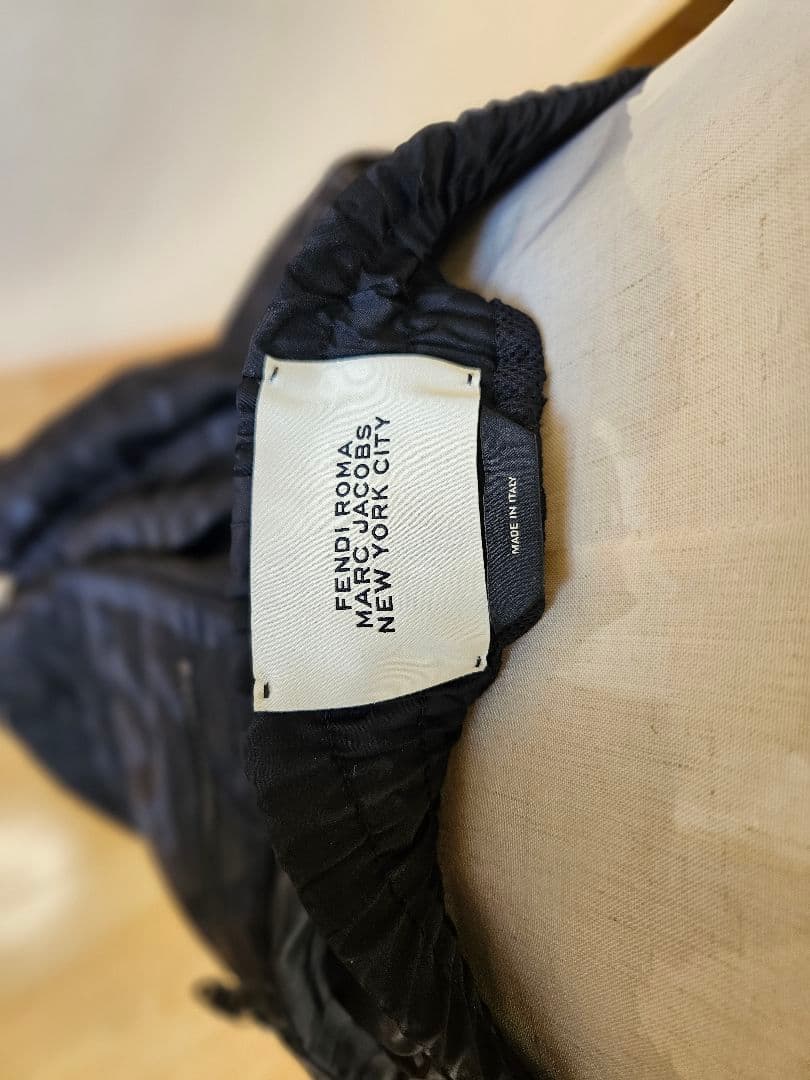 FENDI ROMA
MARC JACOBS
NEW YORK CITY
MADE IN ITALY